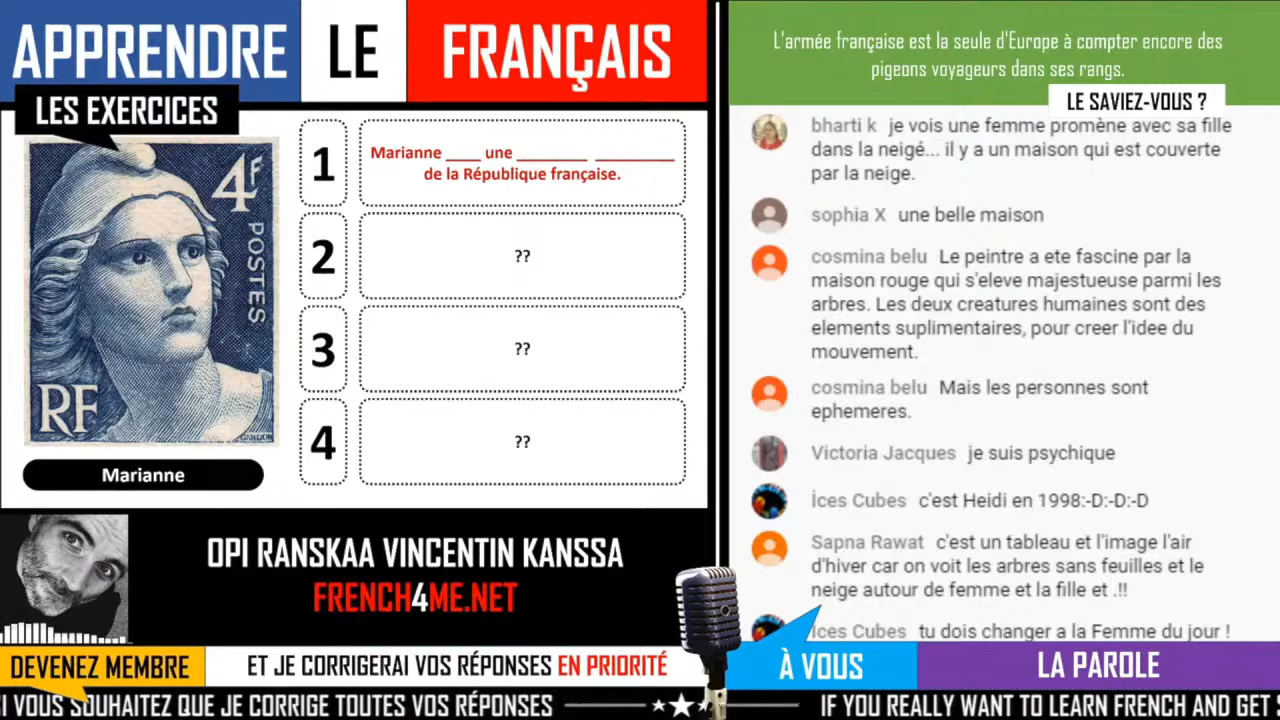 APPRENDRE LE FRANÇAIS
LES EXERCICES
4F
POSTES
RF
GANDON
Marianne
1
Marianne ____ une ________ _________
de la République française.
2
??
3
??
4
??
OPI RANSKAA VINCENTIN KANSSA
FRENCH4ME.NET
DEVENEZ MEMBRE
ET JE CORRIGERAI VOS RÉPONSES EN PRIORITÉ
L'armée française est la seule d'Europe à compter encore des
pigeons voyageurs dans ses rangs.
LE SAVIEZ-VOUS ?
bharti k je vois une femme promène avec sa fille
dans la neigé... il y a un maison qui est couverte
par la neige.
sophia X une belle maison
cosmina belu Le peintre a ete fascine par la
maison rouge qui s'eleve majestueuse parmi les
arbres. Les deux creatures humaines sont des
elements suplimentaires, pour creer l'idee du
mouvement.
cosmina belu Mais les personnes sont
ephemeres.
Victoria Jacques je suis psychique
İces Cubes c'est Heidi en 1998:-D:-D:-D
Sapna Rawat c'est un tableau et l'image l'air
d'hiver car on voit les arbres sans feuilles et le
neige autour de femme et la fille et .!!
İces Cubes tu dois changer a la Femme du jour !
À VOUS
LA PAROLE
I VOUS SOUHAITEZ QUE JE CORRIGE TOUTES VOS RÉPONSES
IF YOU REALLY WANT TO LEARN FRENCH AND GET